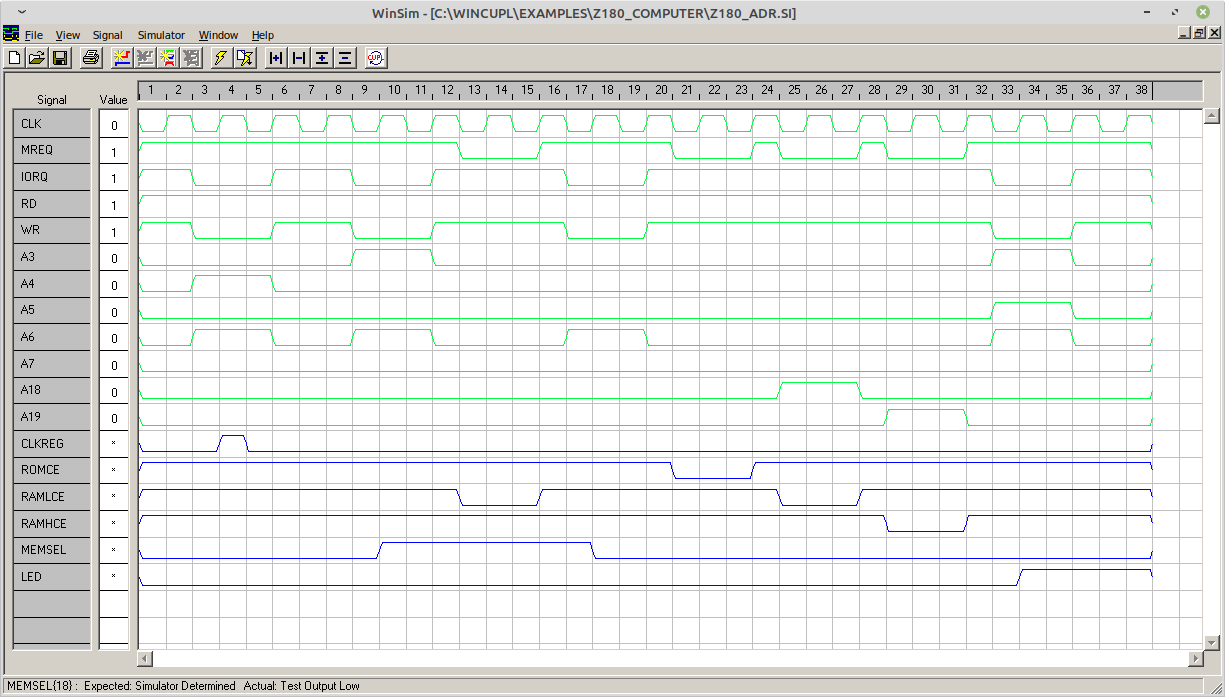 WinSim - [C:\WINCUPL\EXAMPLES\Z180_COMPUTER\Z180_ADR.SI]
File View Signal Simulator Window Help
CUPL
Signal Value 1 2 3 4 5 6 7 8 9 10 11 12 13 14 15 16 17 18 19 20 21 22 23 24 25 26 27 28 29 30 31 32 33 34 35 36 37 38
CLK 0
MREQ 1
IORQ 1
RD 1
WR 1
A3 0
A4 0
A5 0
A6 0
A7 0
A18 0
A19 0
CLKREG *
ROMCE *
RAMLCE *
RAMHCE *
MEMSEL *
LED *
MEMSEL{18} : Expected: Simulator Determined Actual: Test Output Low